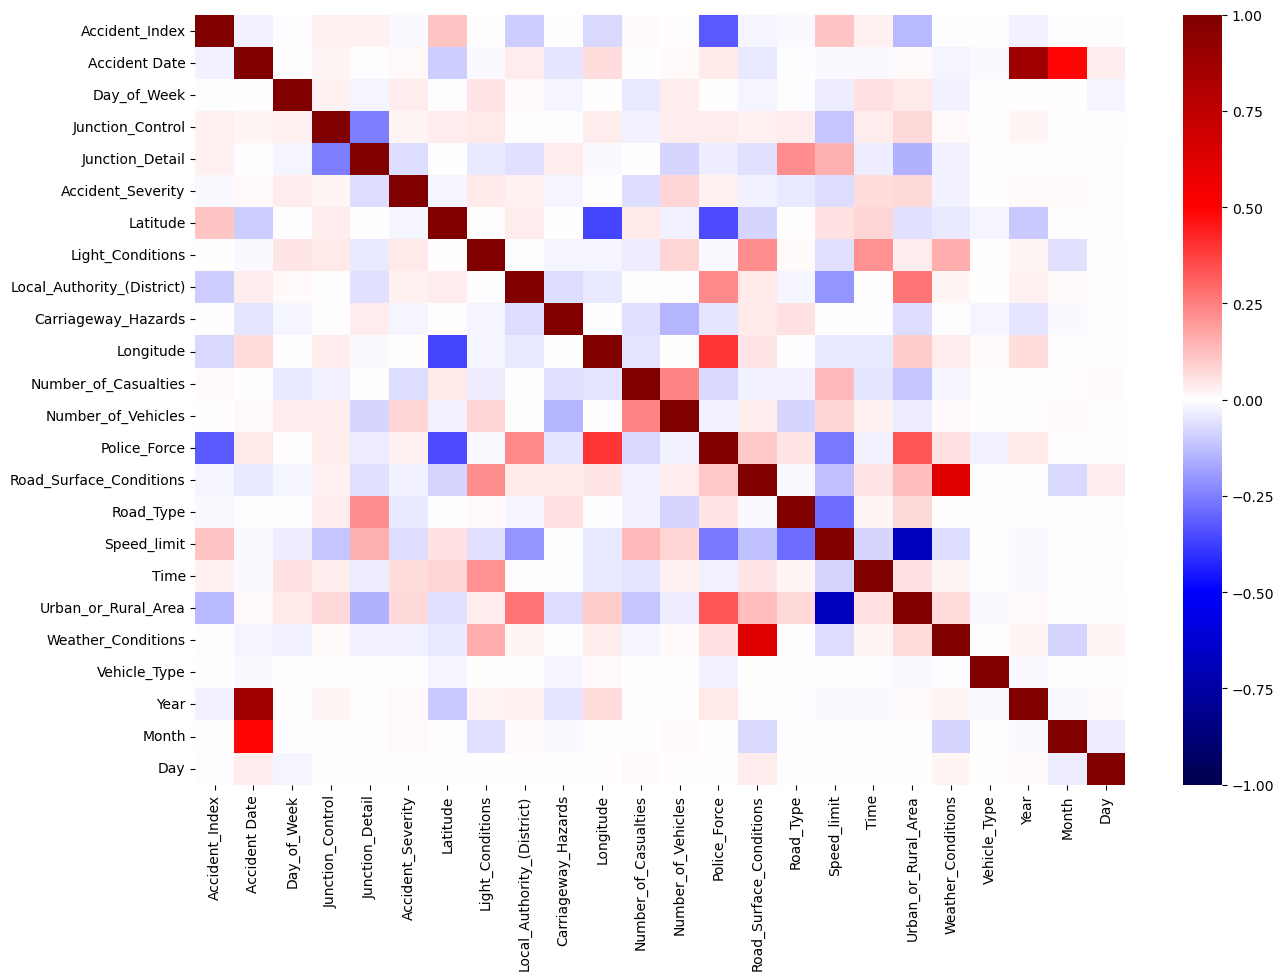 Accident_Index
Accident Date
Day_of_Week
Junction_Control
Junction_Detail
Accident_Severity
Latitude
Light_Conditions
Local_Authority_(District)
Carriageway_Hazards
Longitude
Number_of_Casualties
Number_of_Vehicles
Police_Force
Road_Surface_Conditions
Road_Type
Speed_limit
Time
Urban_or_Rural_Area
Weather_Conditions
Vehicle_Type
Year
Month
Day
Accident_Index
Accident Date
Day_of_Week
Junction_Control
Junction_Detail
Accident_Severity
Latitude
Light_Conditions
Local_Authority_(District)
Carriageway_Hazards
Longitude
Number_of_Casualties
Number_of_Vehicles
Police_Force
Road_Surface_Conditions
Road_Type
Speed_limit
Time
Urban_or_Rural_Area
Weather_Conditions
Vehicle_Type
Year
Month
Day
1.00
0.75
0.50
0.25
0.00
−0.25
−0.50
−0.75
−1.00